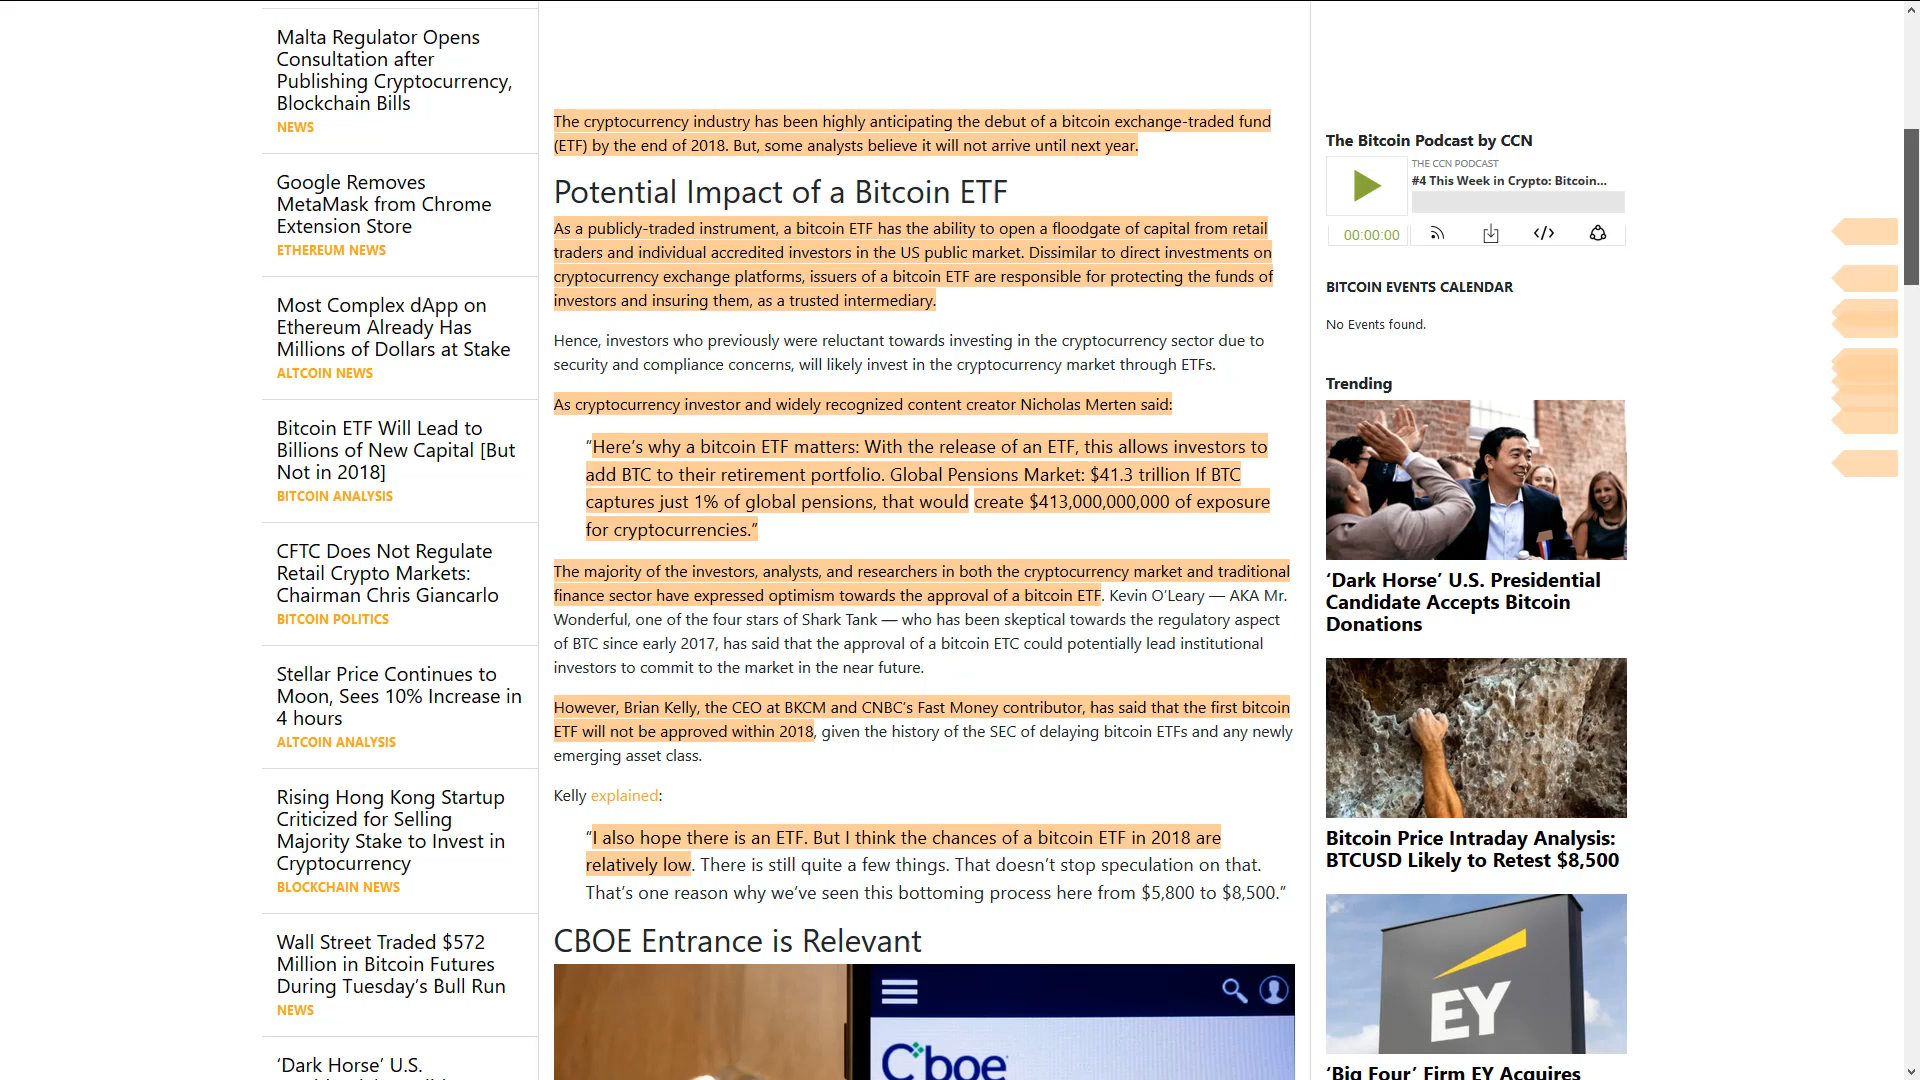 Malta Regulator Opens
Consultation after
Publishing Cryptocurrency,
Blockchain Bills
NEWS
Google Removes
MetaMask from Chrome
Extension Store
ETHEREUM NEWS
Most Complex dApp on
Ethereum Already Has
Millions of Dollars at Stake
ALTCOIN NEWS
Bitcoin ETF Will Lead to
Billions of New Capital [But
Not in 2018]
BITCOIN ANALYSIS
CFTC Does Not Regulate
Retail Crypto Markets:
Chairman Chris Giancarlo
BITCOIN POLITICS
Stellar Price Continues to
Moon, Sees 10% Increase in
4 hours
ALTCOIN ANALYSIS
Rising Hong Kong Startup
Criticized for Selling
Majority Stake to Invest in
Cryptocurrency
BLOCKCHAIN NEWS
Wall Street Traded $572
Million in Bitcoin Futures
During Tuesday's Bull Run
NEWS
'Dark Horse' U.S.
The cryptocurrency industry has been highly anticipating the debut of a bitcoin exchange-traded fund
(ETF) by the end of 2018. But, some analysts believe it will not arrive until next year.
Potential Impact of a Bitcoin ETF
As a publicly-traded instrument, a bitcoin ETF has the ability to open a floodgate of capital from retail
traders and individual accredited investors in the US public market. Dissimilar to direct investments on
cryptocurrency exchange platforms, issuers of a bitcoin ETF are responsible for protecting the funds of
investors and insuring them, as a trusted intermediary.
Hence, investors who previously were reluctant towards investing in the cryptocurrency sector due to
security and compliance concerns, will likely invest in the cryptocurrency market through ETFs.
As cryptocurrency investor and widely recognized content creator Nicholas Merten said:
"Here's why a bitcoin ETF matters: With the release of an ETF, this allows investors to
add BTC to their retirement portfolio. Global Pensions Market: $41.3 trillion If BTC
captures just 1% of global pensions, that would create $413,000,000,000 of exposure
for cryptocurrencies."
The majority of the investors, analysts, and researchers in both the cryptocurrency market and traditional
finance sector have expressed optimism towards the approval of a bitcoin ETF. Kevin O'Leary — AKA Mr.
Wonderful, one of the four stars of Shark Tank — who has been skeptical towards the regulatory aspect
of BTC since early 2017, has said that the approval of a bitcoin ETC could potentially lead institutional
investors to commit to the market in the near future.
However, Brian Kelly, the CEO at BKCM and CNBC's Fast Money contributor, has said that the first bitcoin
ETF will not be approved within 2018, given the history of the SEC of delaying bitcoin ETFs and any newly
emerging asset class.
Kelly explained:
"I also hope there is an ETF. But I think the chances of a bitcoin ETF in 2018 are
relatively low. There is still quite a few things. That doesn't stop speculation on that.
That's one reason why we've seen this bottoming process here from $5,800 to $8,500."
CBOE Entrance is Relevant
Cboe
The Bitcoin Podcast by CCN
THE CCN PODCAST
#4 This Week in Crypto: Bitcoin...
00:00:00
BITCOIN EVENTS CALENDAR
No Events found.
Trending
'Dark Horse' U.S. Presidential
Candidate Accepts Bitcoin
Donations
Bitcoin Price Intraday Analysis:
BTCUSD Likely to Retest $8,500
EY
'Big Four' Firm EY Acquires